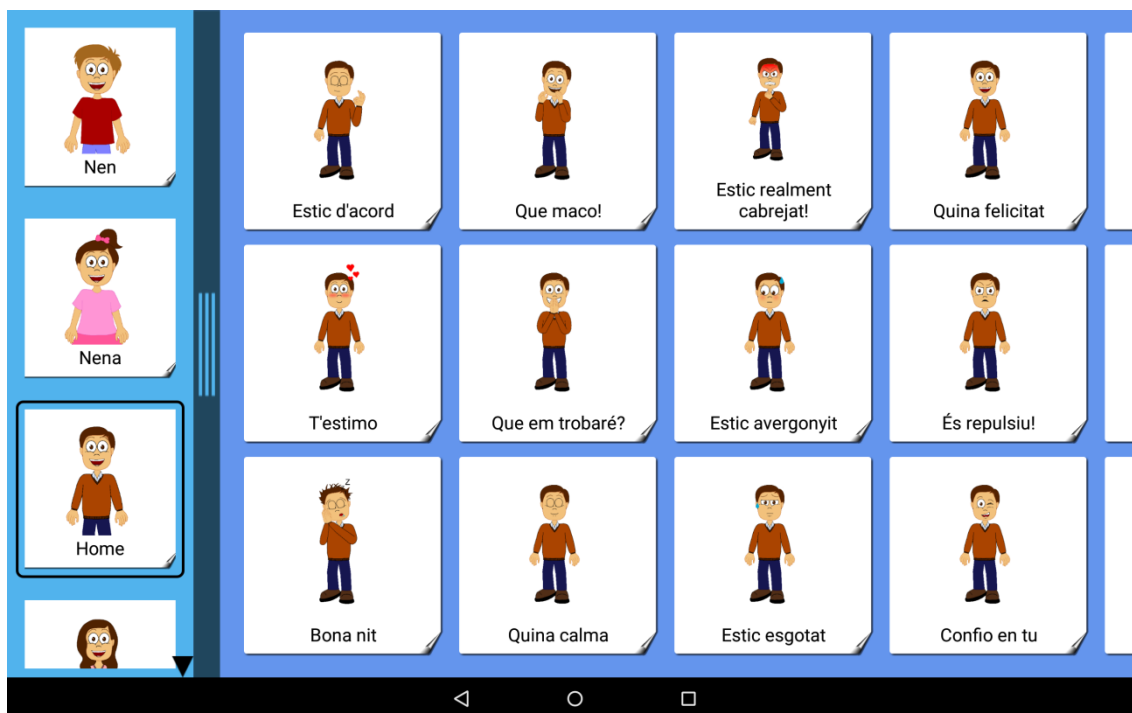 Nen
Nena
Home
Estic d'acord
Que maco!
Estic realment
cabrejat!
Quina felicitat
T'estimo
Que em trobaré?
Estic avergonyit
És repulsiu!
z
Bona nit
Quina calma
Estic esgotat
Confio en tu